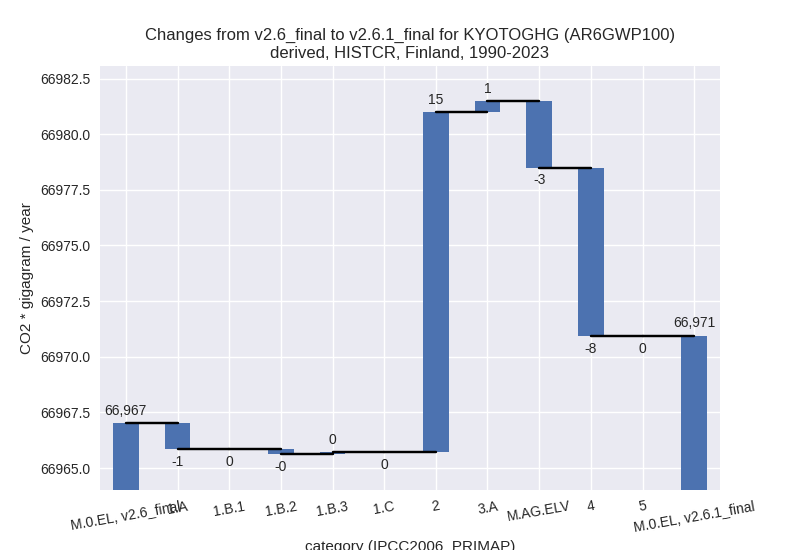 Changes from v2.6_final to v2.6.1_final for KYOTOGHG (AR6GWP100)
derived, HISTCR, Finland, 1990-2023
66982.5
66980.0
66977.5
66975.0
66972.5
66970.0
66967.5
66965.0
CO2 * gigagram / year
66,967
-1
0
-0
0
0
15
1
-3
-8
0
66,971
M.0.EL, v2.6_final
1.A
1.B.1
1.B.2
1.B.3
1.C
2
3.A
M.AG.ELV
4
5
M.0.EL, v2.6.1_final
category (IPCC2006_PRIMAP)